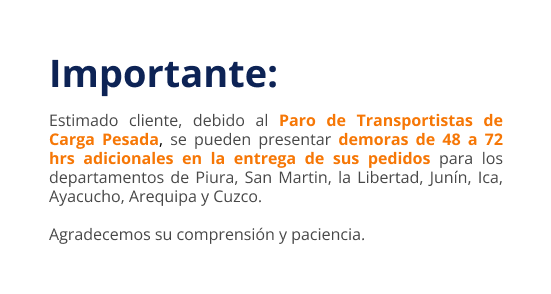 Importante:
Estimado cliente, debido al Paro de Transportistas de
Carga Pesada, se pueden presentar demoras de 48 a 72
hrs adicionales en la entrega de sus pedidos para los
departamentos de Piura, San Martin, la Libertad, Junín, Ica,
Ayacucho, Arequipa y Cuzco.
Agradecemos su comprensión y paciencia.